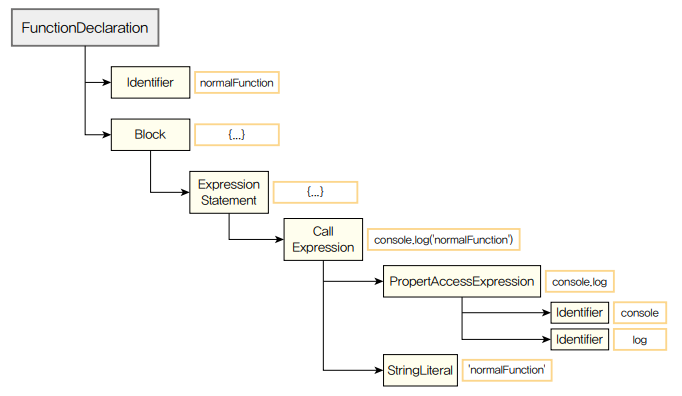 FunctionDeclaration
Identifier
normalFunction
Block
{...}
Expression
Statement
{...}
Call
Expression
console.log('normalFunction')
PropertAccessExpression
console.log
Identifier
console
Identifier
log
StringLiteral
'normalFunction'